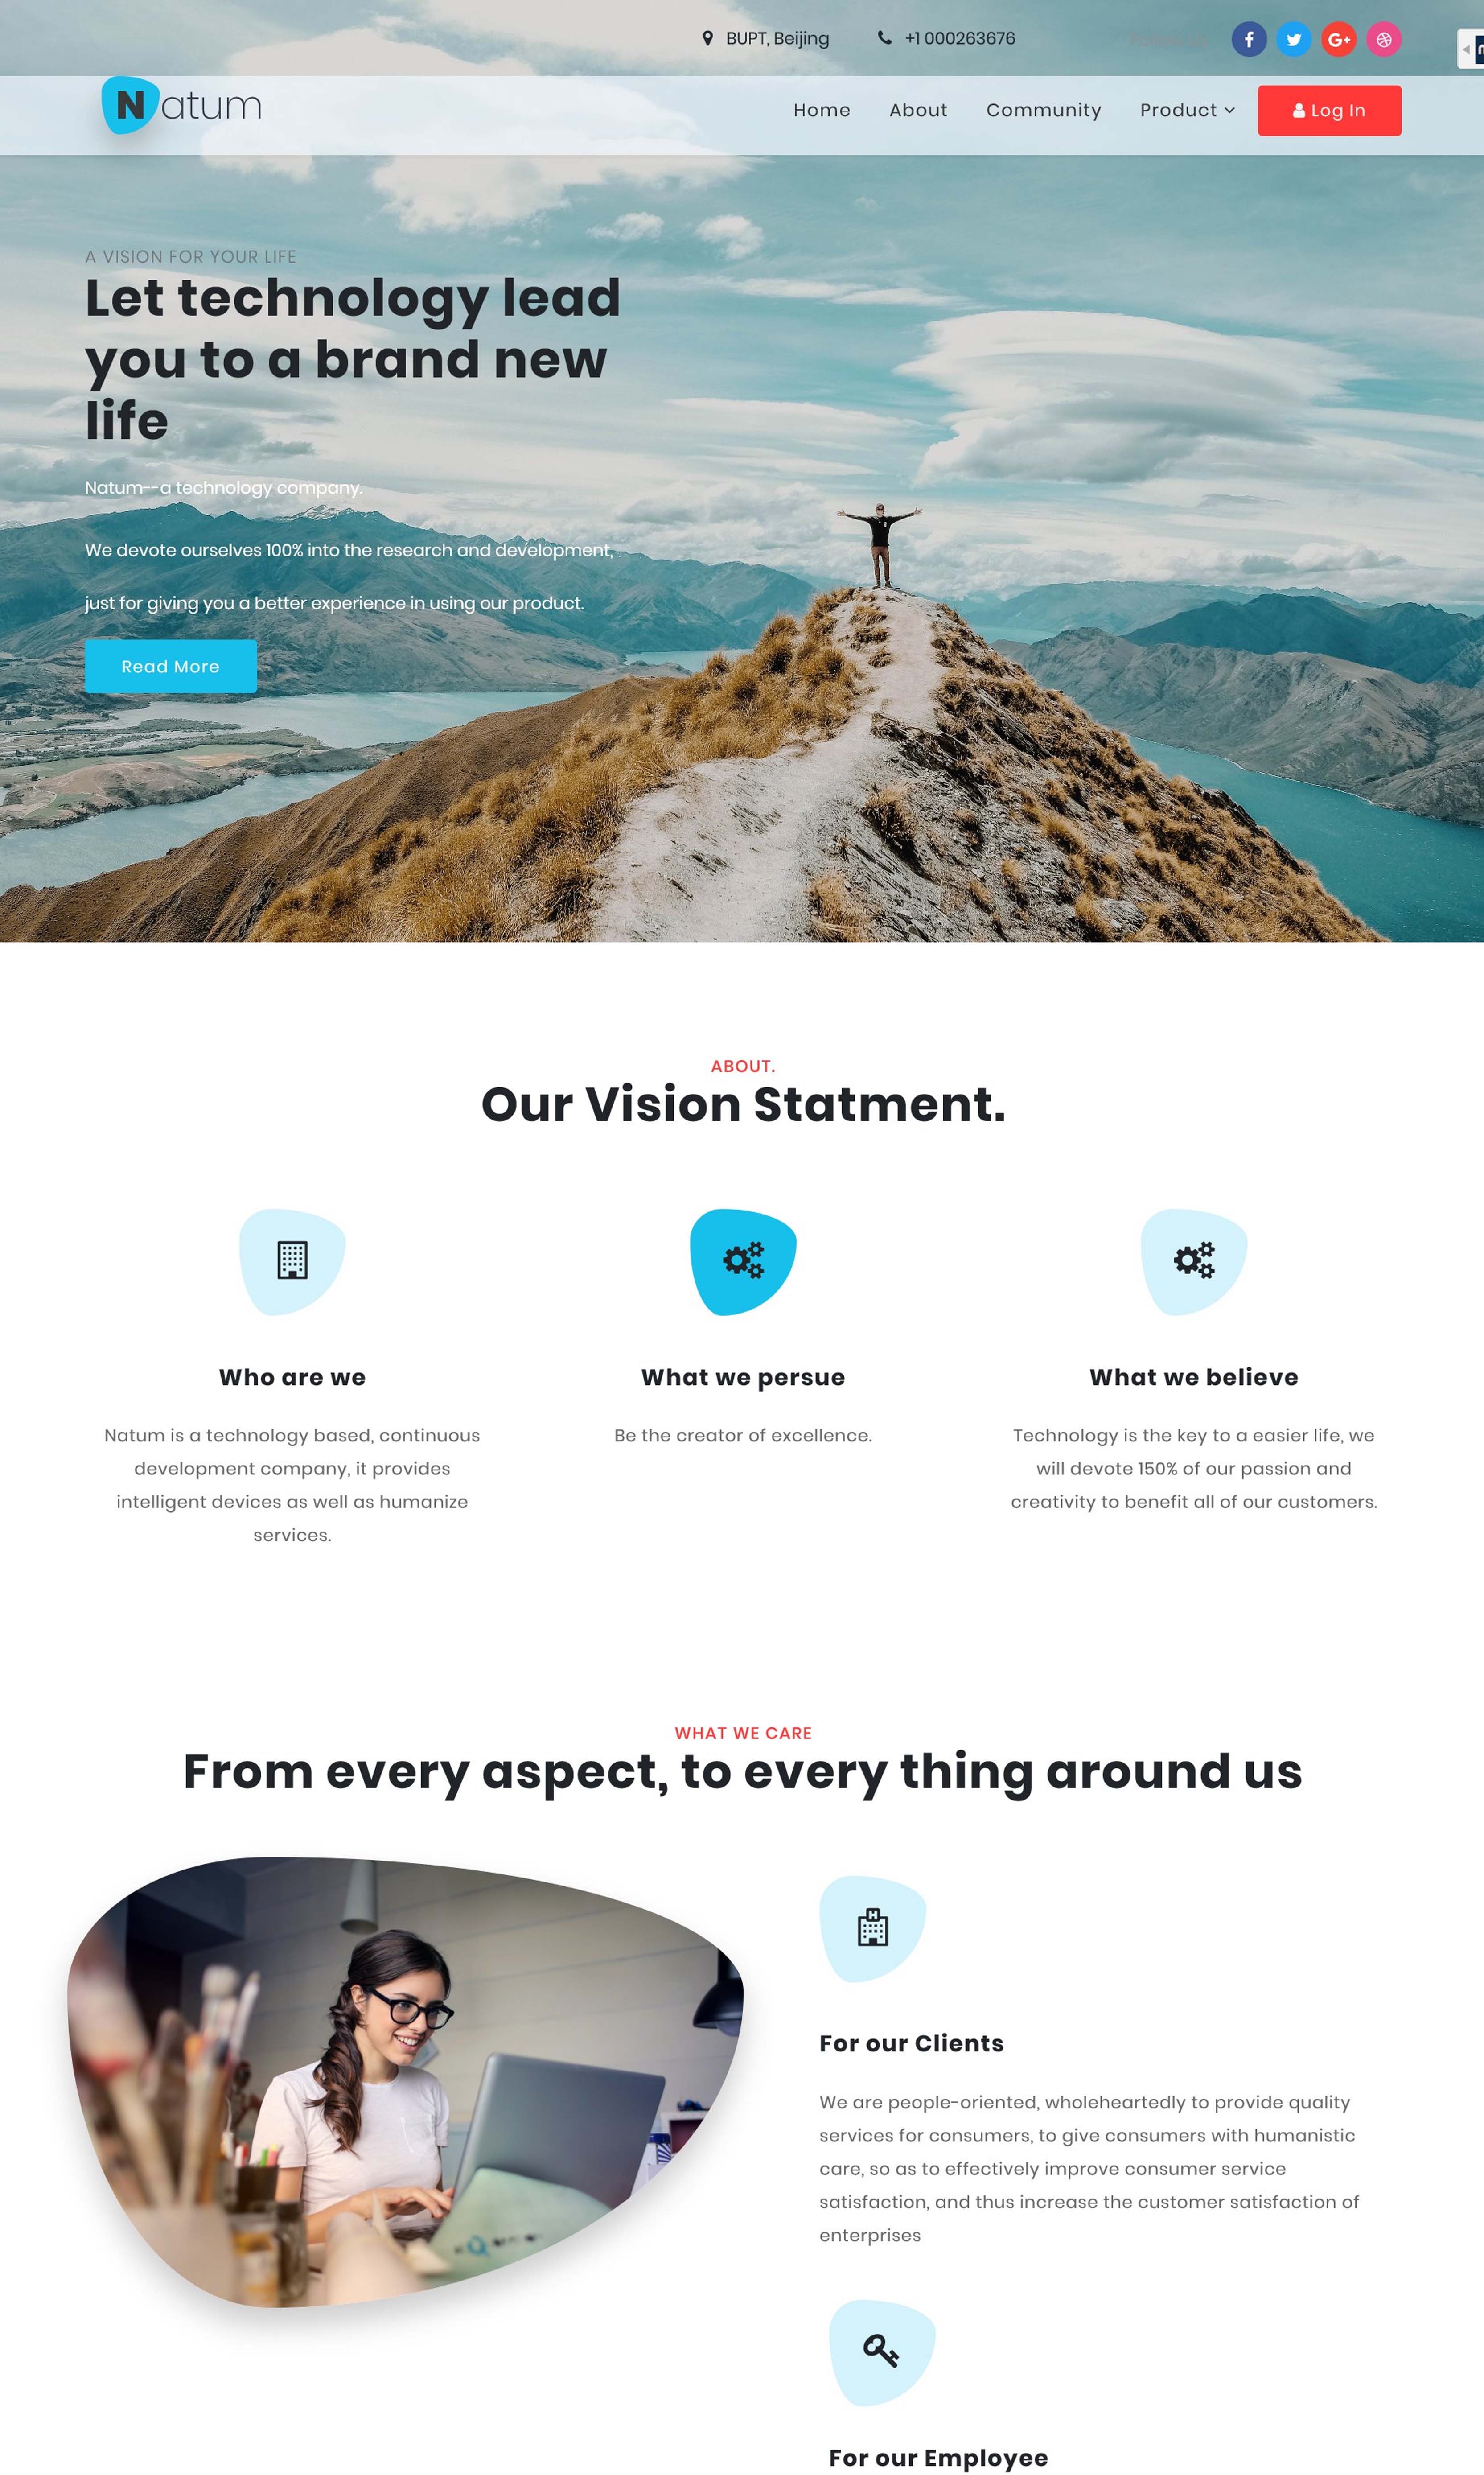 BUPT, Beijing
+1 000263676
Natum
Home
About
Community
Product
Log In
A VISION FOR YOUR LIFE
Let technology lead
you to a brand new
life
Natum--a technology company.
We devote ourselves 100% into the research and development,
just for giving you a better experience in using our product.
Read More
ABOUT.
Our Vision Statment.
Who are we
Natum is a technology based, continuous
development company, it provides
intelligent devices as well as humanize
services.
What we persue
Be the creator of excellence.
What we believe
Technology is the key to a easier life, we
will devote 150% of our passion and
creativity to benefit all of our customers.
WHAT WE CARE
From every aspect, to every thing around us
For our Clients
We are people-oriented, wholeheartedly to provide quality
services for consumers, to give consumers with humanistic
care, so as to effectively improve consumer service
satisfaction, and thus increase the customer satisfaction of
enterprises
For our Employee